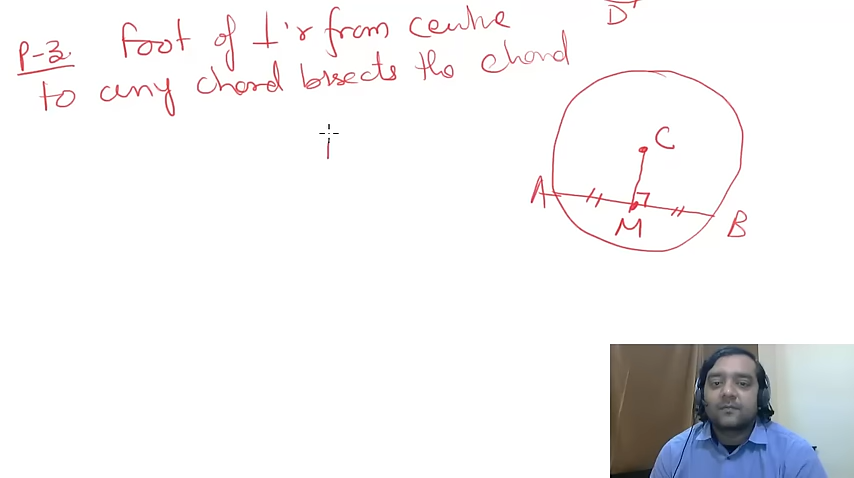 D'
P-3. Foot of ⊥'r from centre
to any chord bisects the chord
C
A
M
B